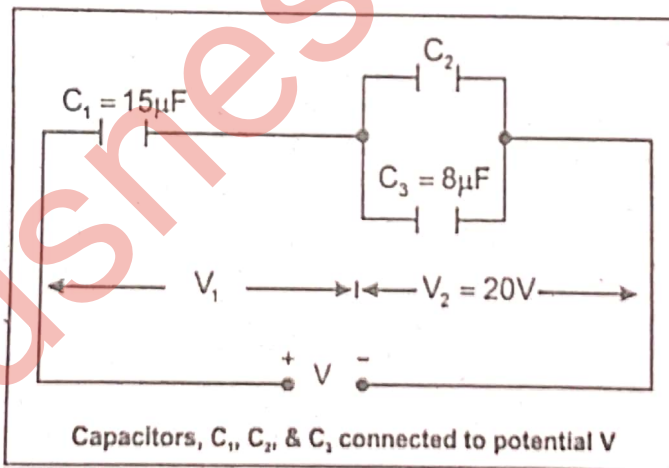 C₂
C₁ = 15μF
C₃ = 8μF
V₁
V₂ = 20V
+ V -
Capacitors, C₁, C₂, & C₃ connected to potential V